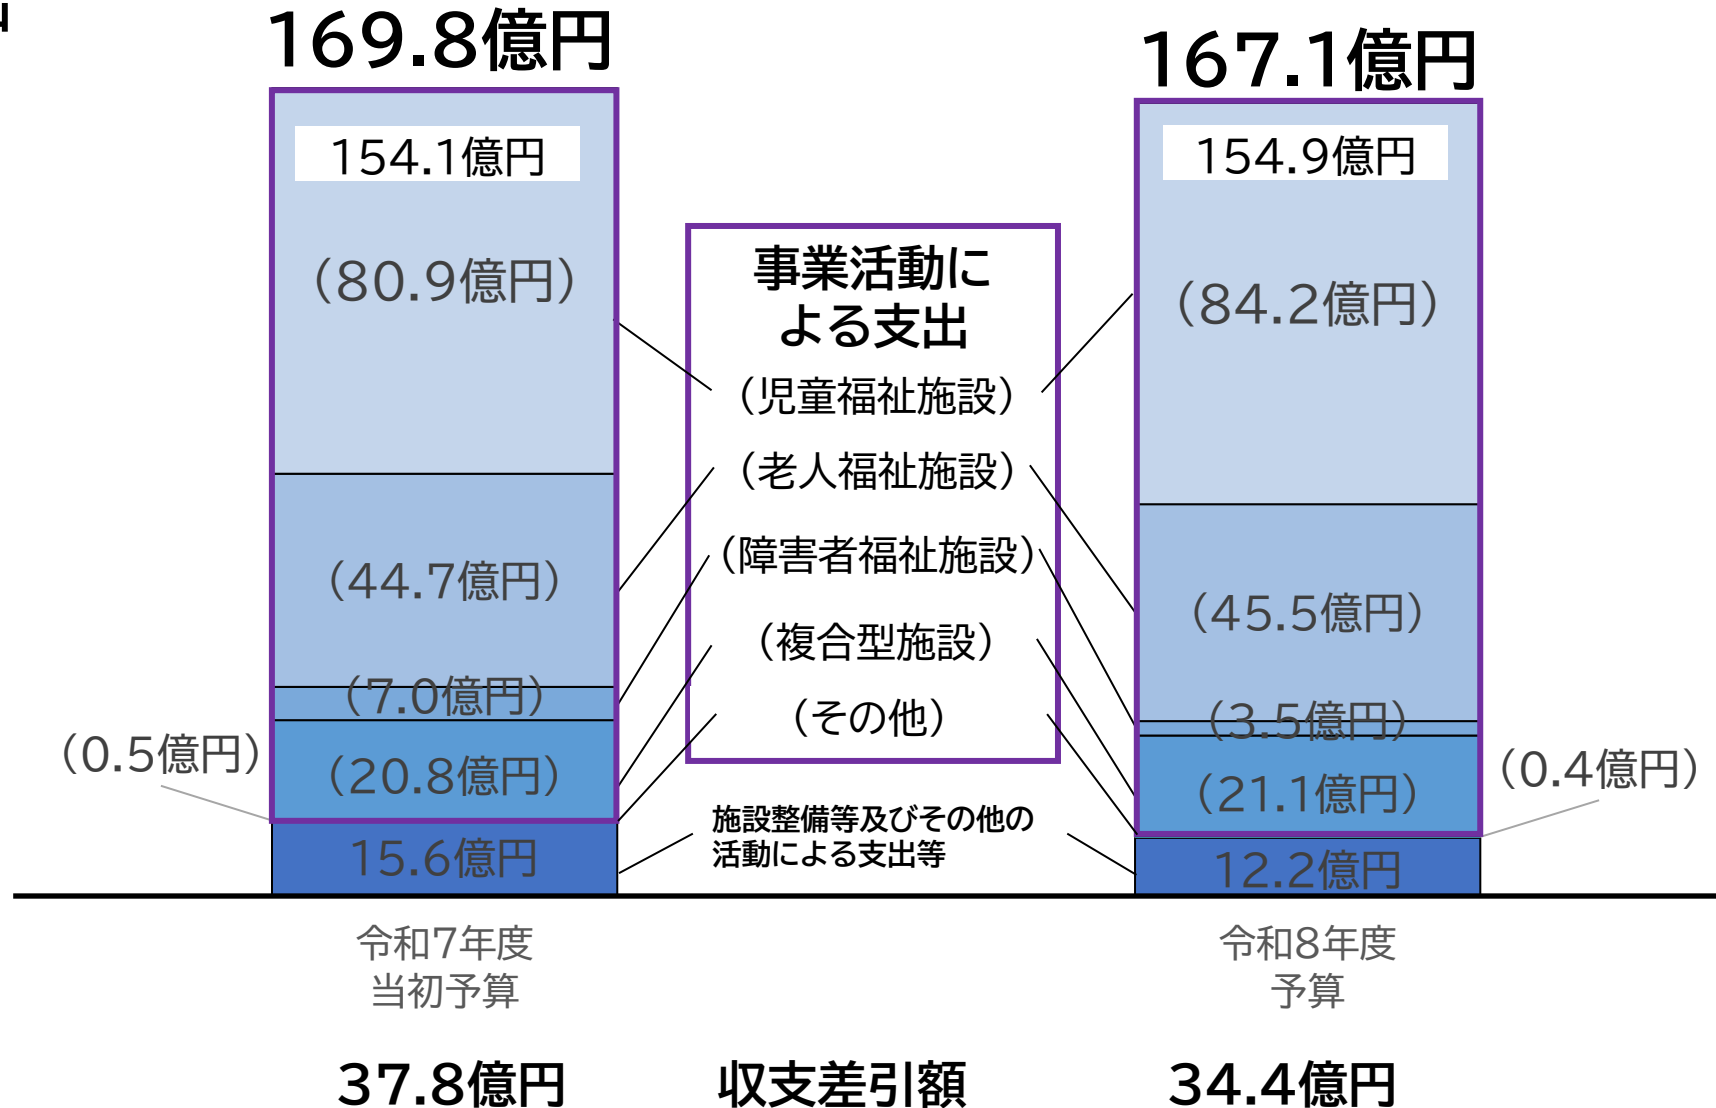 169.8億円
167.1億円
154.1億円
154.9億円
（80.9億円）
（84.2億円）
事業活動に
よる支出
（児童福祉施設）
（老人福祉施設）
（障害者福祉施設）
（複合型施設）
（その他）
（44.7億円）
（45.5億円）
（7.0億円）
（3.5億円）
（0.5億円）
（20.8億円）
（21.1億円）
（0.4億円）
施設整備等及びその他の
活動による支出等
15.6億円
12.2億円
令和7年度
当初予算
令和8年度
予算
37.8億円
収支差引額
34.4億円